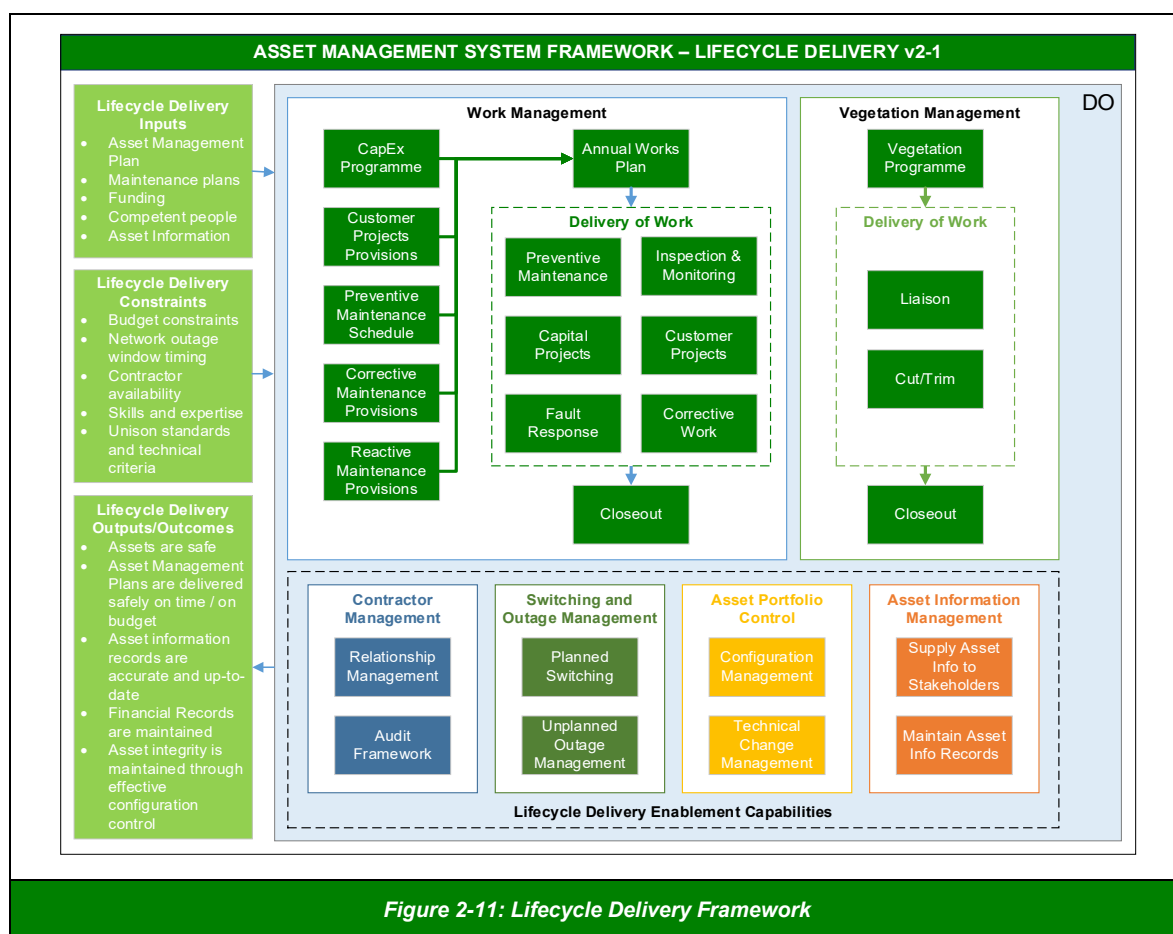 ASSET MANAGEMENT SYSTEM FRAMEWORK – LIFECYCLE DELIVERY v2-1
Lifecycle Delivery
Inputs
• Asset Management
Plan
• Maintenance plans
• Funding
• Competent people
• Asset Information
Lifecycle Delivery
Constraints
• Budget constraints
• Network outage
window timing
• Contractor
availability
• Skills and expertise
• Unison standards
and technical
criteria
Lifecycle Delivery
Outputs/Outcomes
• Assets are safe
• Asset Management
Plans are delivered
safely on time / on
budget
• Asset information
records are
accurate and up-to-
date
• Financial Records
are maintained
• Asset integrity is
maintained through
effective
configuration
control
DO
Work Management
CapEx
Programme
Customer
Projects
Provisions
Preventive
Maintenance
Schedule
Corrective
Maintenance
Provisions
Reactive
Maintenance
Provisions
Annual Works
Plan
Delivery of Work
Preventive
Maintenance
Inspection &
Monitoring
Capital
Projects
Customer
Projects
Fault
Response
Corrective
Work
Closeout
Vegetation Management
Vegetation
Programme
Delivery of Work
Liaison
Cut/Trim
Closeout
Contractor
Management
Relationship
Management
Audit
Framework
Switching and
Outage Management
Planned
Switching
Unplanned
Outage
Management
Asset Portfolio
Control
Configuration
Management
Technical
Change
Management
Asset Information
Management
Supply Asset
Info to
Stakeholders
Maintain Asset
Info Records
Lifecycle Delivery Enablement Capabilities
Figure 2-11: Lifecycle Delivery Framework